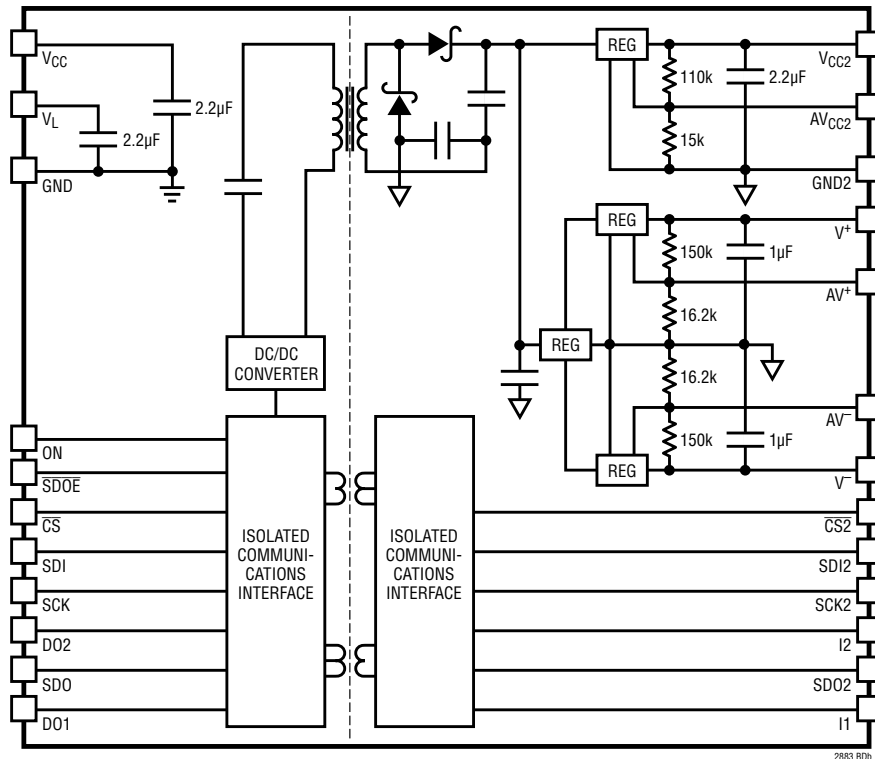 VCC
VL
GND
2.2µF
2.2µF
DC/DC
CONVERTER
REG
110k
2.2µF
15k
VCC2
AVCC2
GND2
REG
150k
1µF
16.2k
REG
16.2k
150k
1µF
REG
V+
AV+
AV–
V–
ON
SDOE
CS
SDI
SCK
DO2
SDO
DO1
ISOLATED
COMMUNI-
CATIONS
INTERFACE
ISOLATED
COMMUNI-
CATIONS
INTERFACE
CS2
SDI2
SCK2
I2
SDO2
I1
2883 BDb